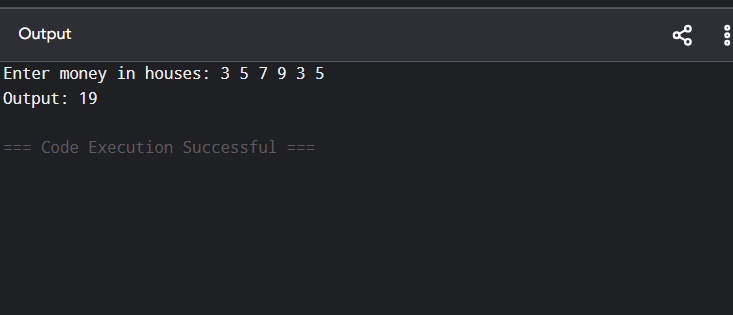 Output
Enter money in houses: 3 5 7 9 3 5
Output: 19
=== Code Execution Successful ===